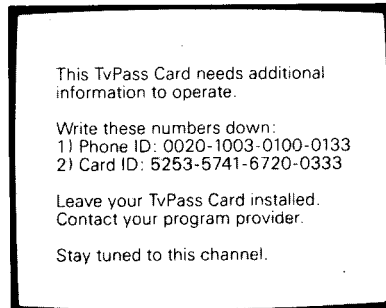 This TvPass Card needs additional
information to operate.
Write these numbers down:
1) Phone ID: 0020-1003-0100-0133
2) Card ID: 5253-5741-6720-0333
Leave your TvPass Card installed.
Contact your program provider.
Stay tuned to this channel.